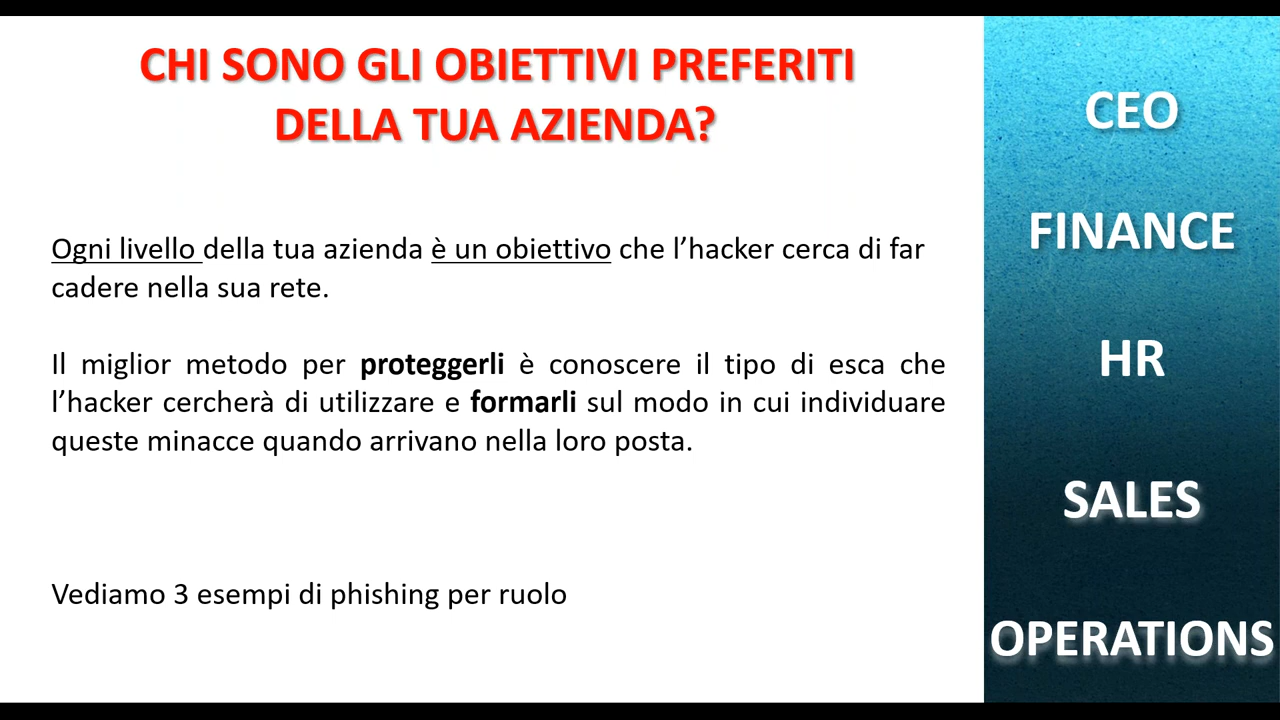 CHI SONO GLI OBIETTIVI PREFERITI
DELLA TUA AZIENDA?
Ogni livello della tua azienda è un obiettivo che l’hacker cerca di far
cadere nella sua rete.
Il miglior metodo per proteggerli è conoscere il tipo di esca che
l’hacker cercherà di utilizzare e formarli sul modo in cui individuare
queste minacce quando arrivano nella loro posta.
Vediamo 3 esempi di phishing per ruolo
CEO
FINANCE
HR
SALES
OPERATIONS